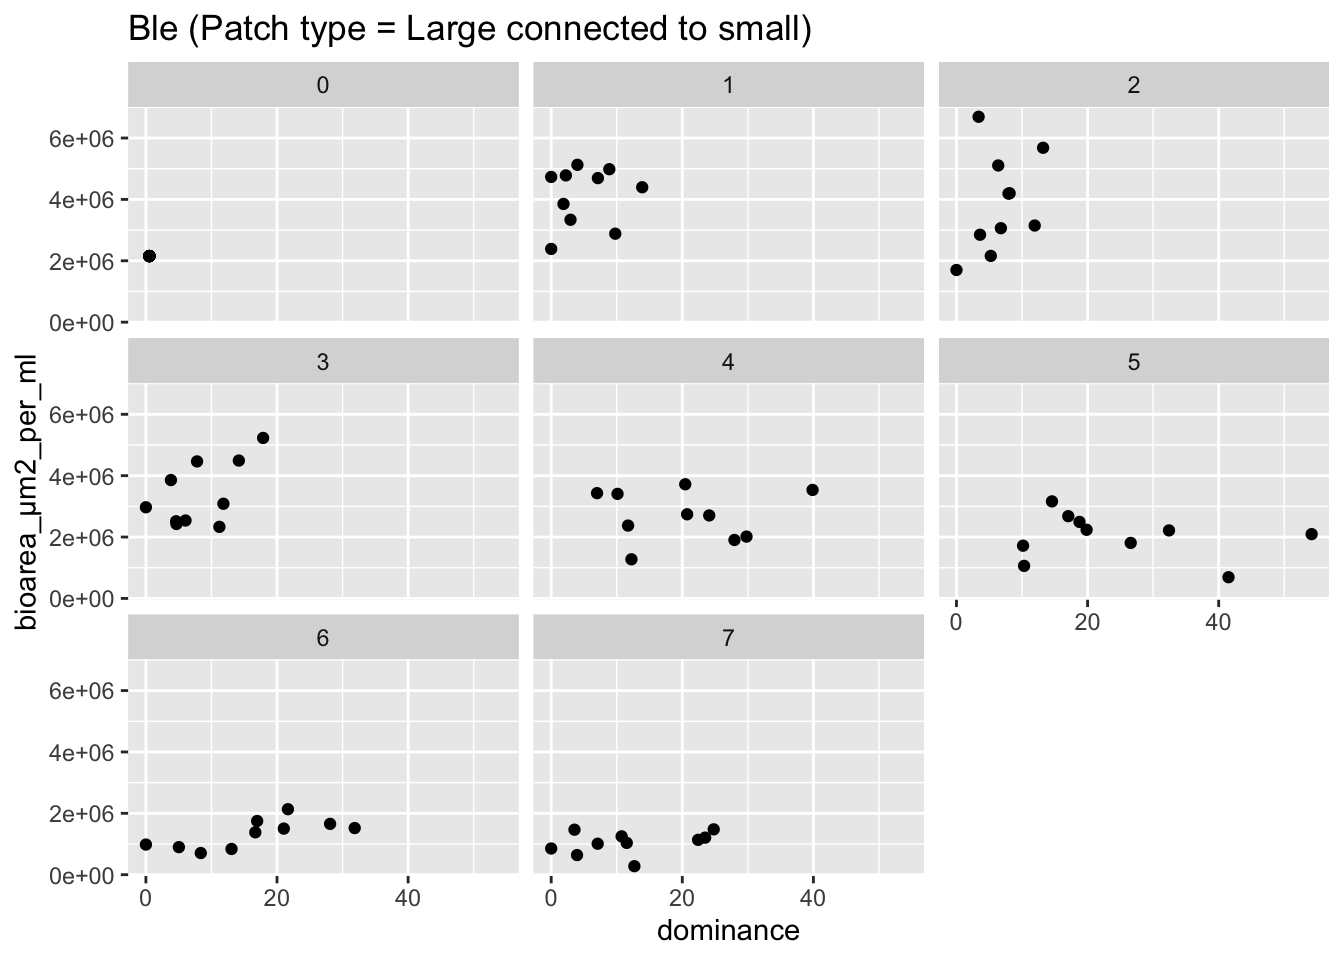 Ble (Patch type = Large connected to small)
0 1 2
6e+06
4e+06
2e+06
0e+00
3 4 5
6e+06
4e+06
2e+06
0e+00
0 20 40
6 7
6e+06
4e+06
2e+06
0e+00
0 20 40 0 20 40
dominance
bioarea_µm2_per_ml